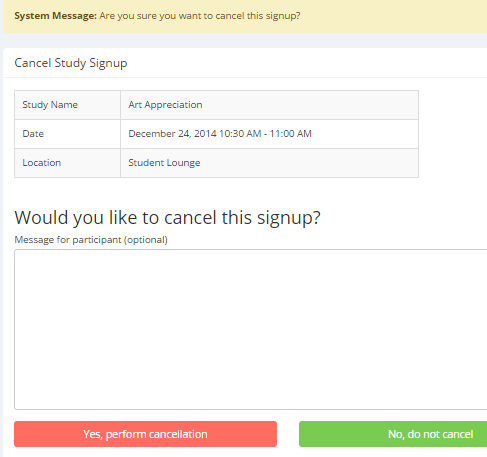 System Message: Are you sure you want to cancel this signup?
Cancel Study Signup
Study Name Art Appreciation
Date December 24, 2014 10:30 AM - 11:00 AM
Location Student Lounge
Would you like to cancel this signup?
Message for participant (optional)
Yes, perform cancellation No, do not cancel